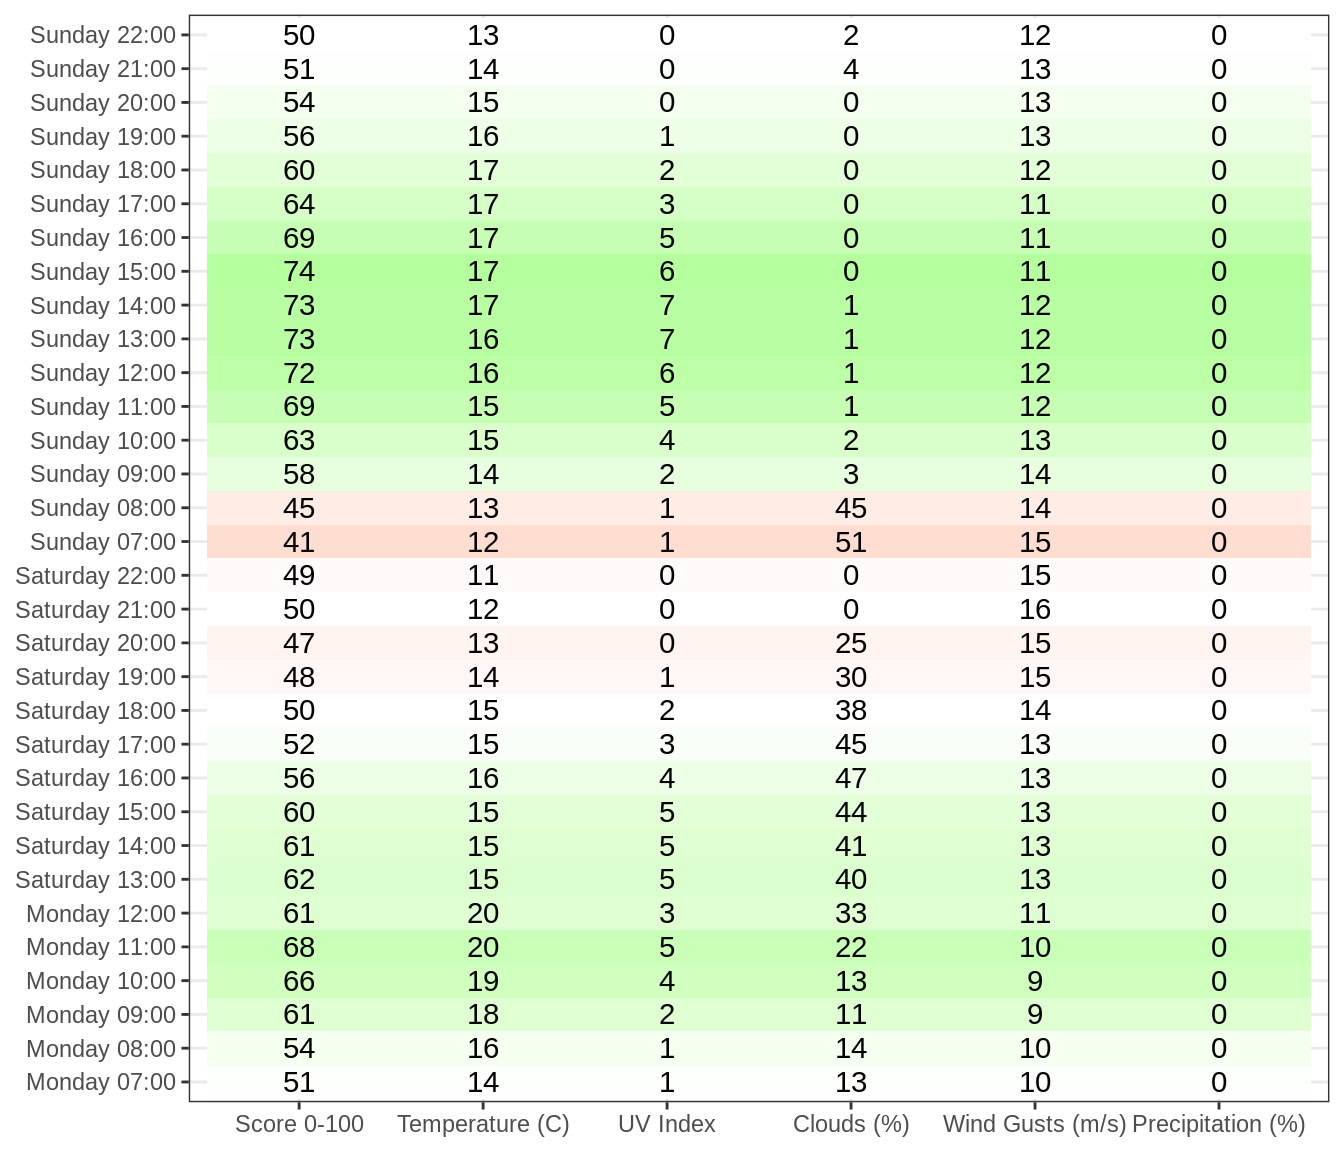 Sunday 22:00 50 13 0 2 12 0
Sunday 21:00 51 14 0 4 13 0
Sunday 20:00 54 15 0 0 13 0
Sunday 19:00 56 16 1 0 13 0
Sunday 18:00 60 17 2 0 12 0
Sunday 17:00 64 17 3 0 11 0
Sunday 16:00 69 17 5 0 11 0
Sunday 15:00 74 17 6 0 11 0
Sunday 14:00 73 17 7 1 12 0
Sunday 13:00 73 16 7 1 12 0
Sunday 12:00 72 16 6 1 12 0
Sunday 11:00 69 15 5 1 12 0
Sunday 10:00 63 15 4 2 13 0
Sunday 09:00 58 14 2 3 14 0
Sunday 08:00 45 13 1 45 14 0
Sunday 07:00 41 12 1 51 15 0
Saturday 22:00 49 11 0 0 15 0
Saturday 21:00 50 12 0 0 16 0
Saturday 20:00 47 13 0 25 15 0
Saturday 19:00 48 14 1 30 15 0
Saturday 18:00 50 15 2 38 14 0
Saturday 17:00 52 15 3 45 13 0
Saturday 16:00 56 16 4 47 13 0
Saturday 15:00 60 15 5 44 13 0
Saturday 14:00 61 15 5 41 13 0
Saturday 13:00 62 15 5 40 13 0
Monday 12:00 61 20 3 33 11 0
Monday 11:00 68 20 5 22 10 0
Monday 10:00 66 19 4 13 9 0
Monday 09:00 61 18 2 11 9 0
Monday 08:00 54 16 1 14 10 0
Monday 07:00 51 14 1 13 10 0
Score 0-100 Temperature (C) UV Index Clouds (%) Wind Gusts (m/s) Precipitation (%)